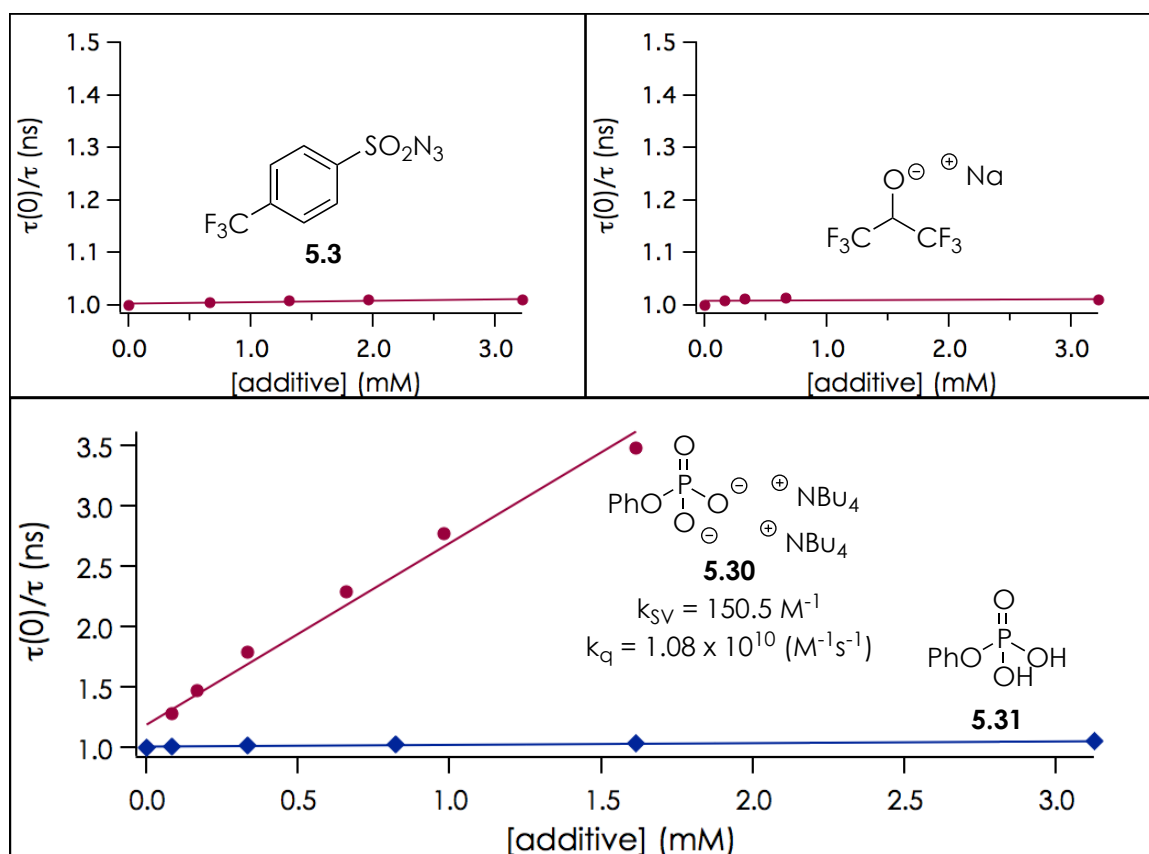 τ(0)/τ (ns)
1.5
1.4
1.3
1.2
1.1
1.0
SO₂N₃
F₃C
5.3
0.0 1.0 2.0 3.0
[additive] (mM)
τ(0)/τ (ns)
1.5
1.4
1.3
1.2
1.1
1.0
O ⊖ ⊕ Na
F₃C CF₃
0.0 1.0 2.0 3.0
[additive] (mM)
τ(0)/τ (ns)
3.5
3.0
2.5
2.0
1.5
1.0
O
P ⊖ ⊕ NBu₄
PhO O
O ⊖ ⊕ NBu₄
5.30
kSV = 150.5 M⁻¹
kq = 1.08 x 10¹⁰ (M⁻¹s⁻¹)
O
P
PhO OH
OH
5.31
0.0 0.5 1.0 1.5 2.0 2.5 3.0
[additive] (mM)